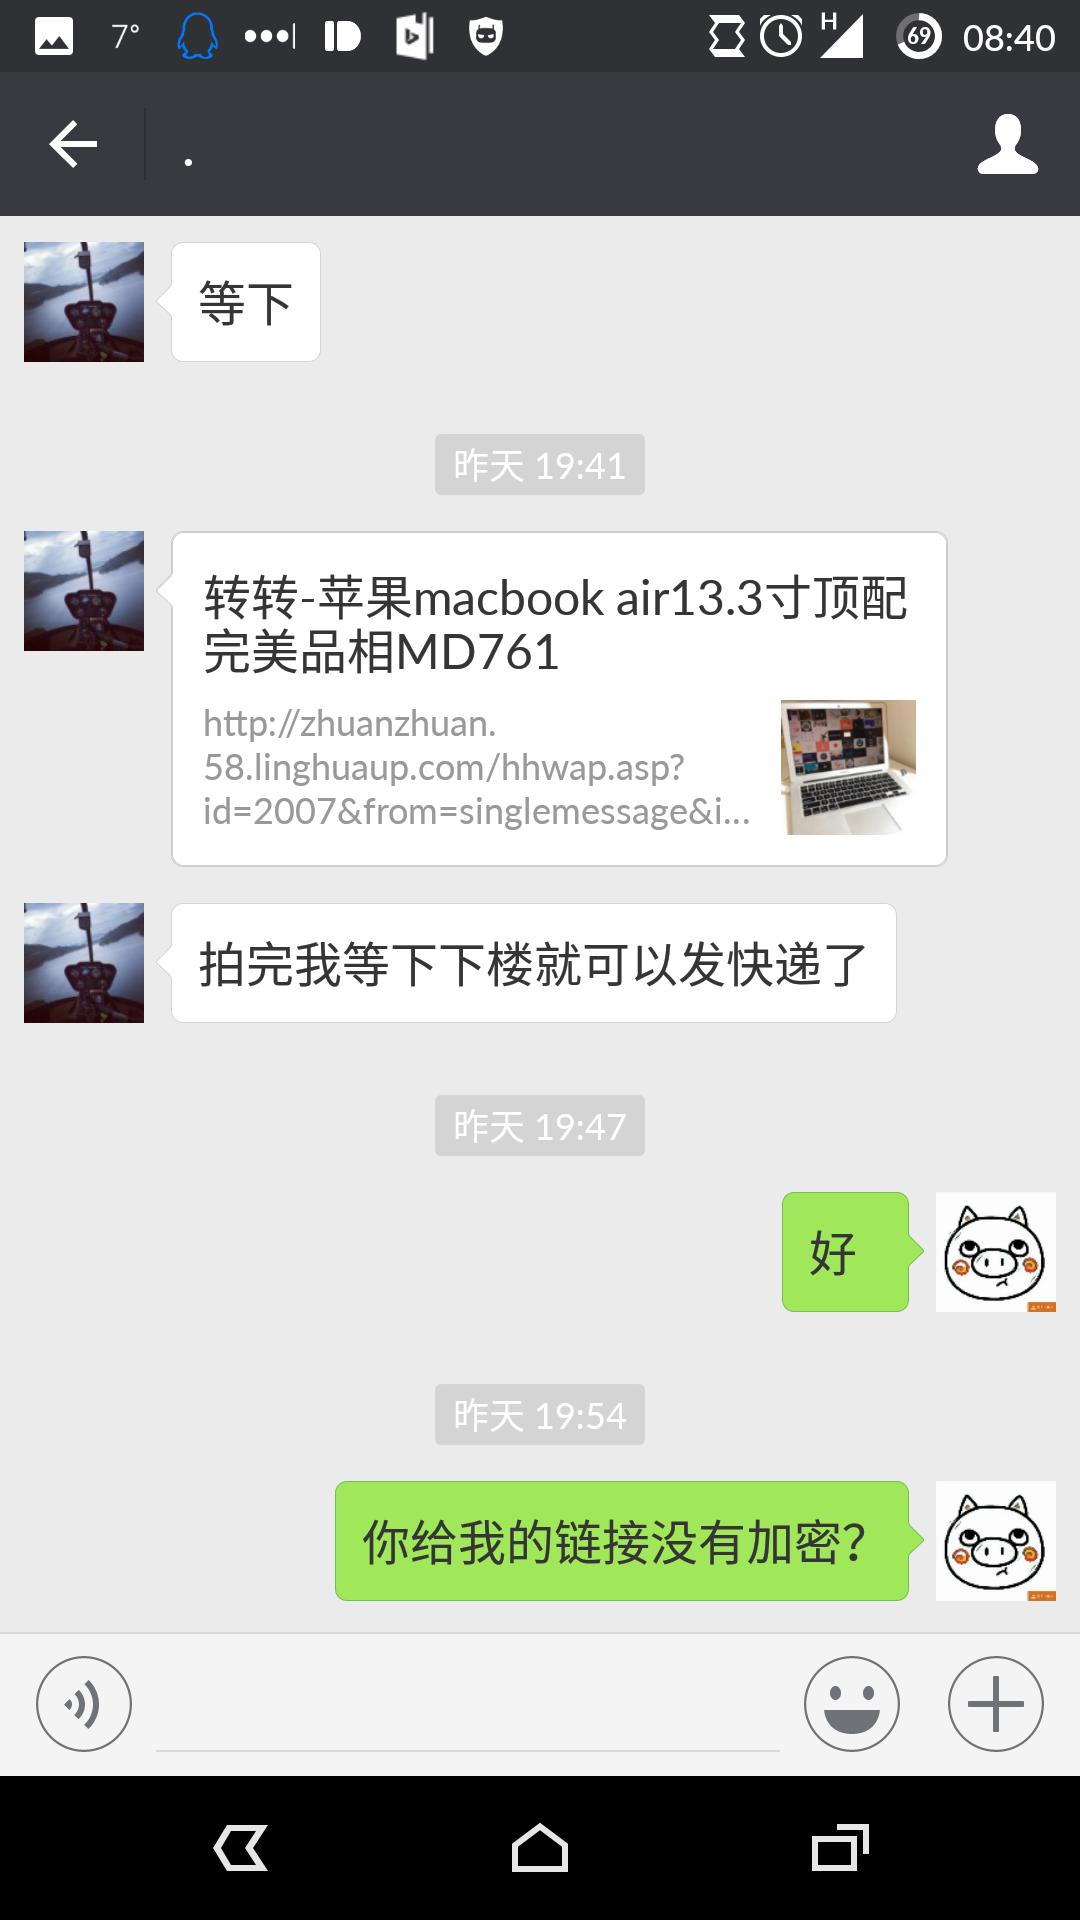 7°
H
69
08:40
.
等下
昨天 19:41
转转-苹果macbook air13.3寸顶配
完美品相MD761
http://zhuanzhuan.
58.linghuaup.com/hhwap.asp?
id=2007&from=singlemessage&i...
拍完我等下下楼就可以发快递了
昨天 19:47
好
昨天 19:54
你给我的链接没有加密?